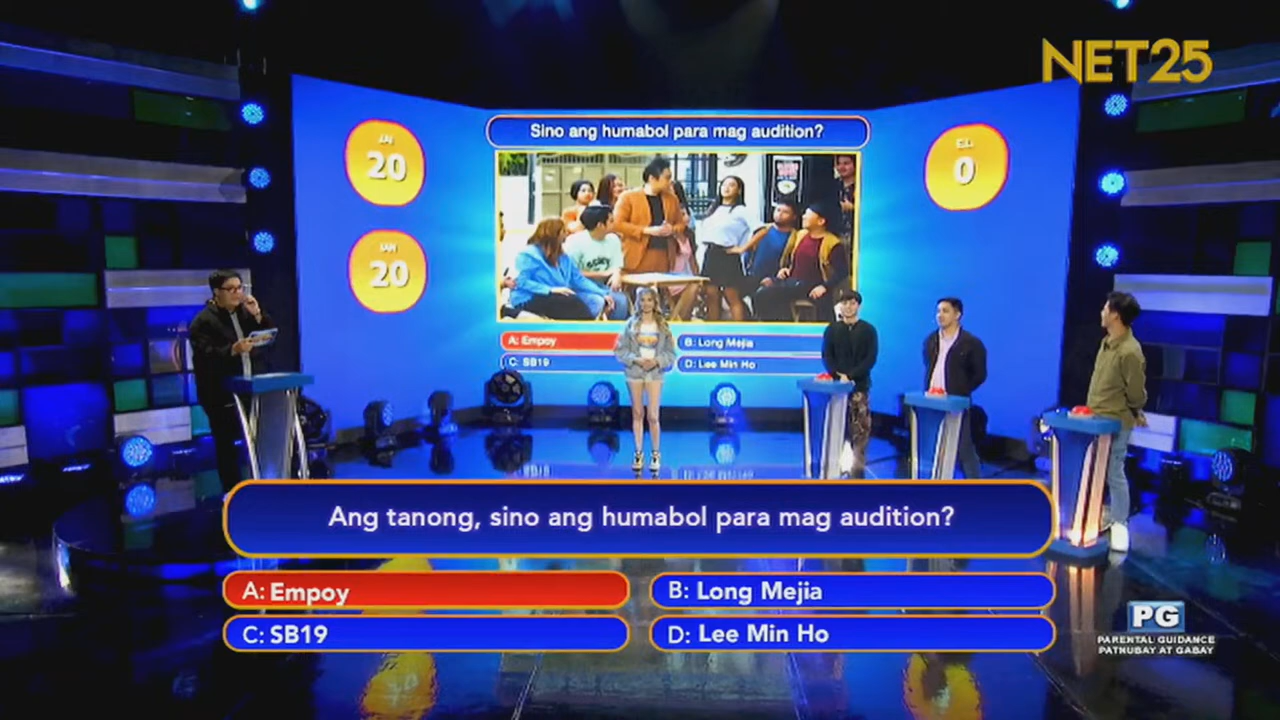 NET25
Sino ang humabol para mag audition?
JAI
20
IAN
20
0
A: Empoy
B: Long Mejia
C: SB19
D: Lee Min Ho
Ang tanong, sino ang humabol para mag audition?
A: Empoy
B: Long Mejia
C: SB19
D: Lee Min Ho
PG
PARENTAL GUIDANCE
PATNUBAY AT GABAY